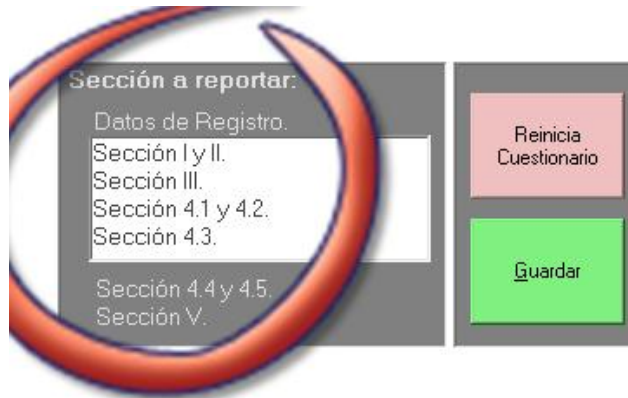 Sección a reportar:
Datos de Registro.
Sección I y II.
Sección III.
Sección 4.1 y 4.2.
Sección 4.3.
Sección 4.4 y 4.5.
Sección V.
Reinicia
Cuestionario
Guardar